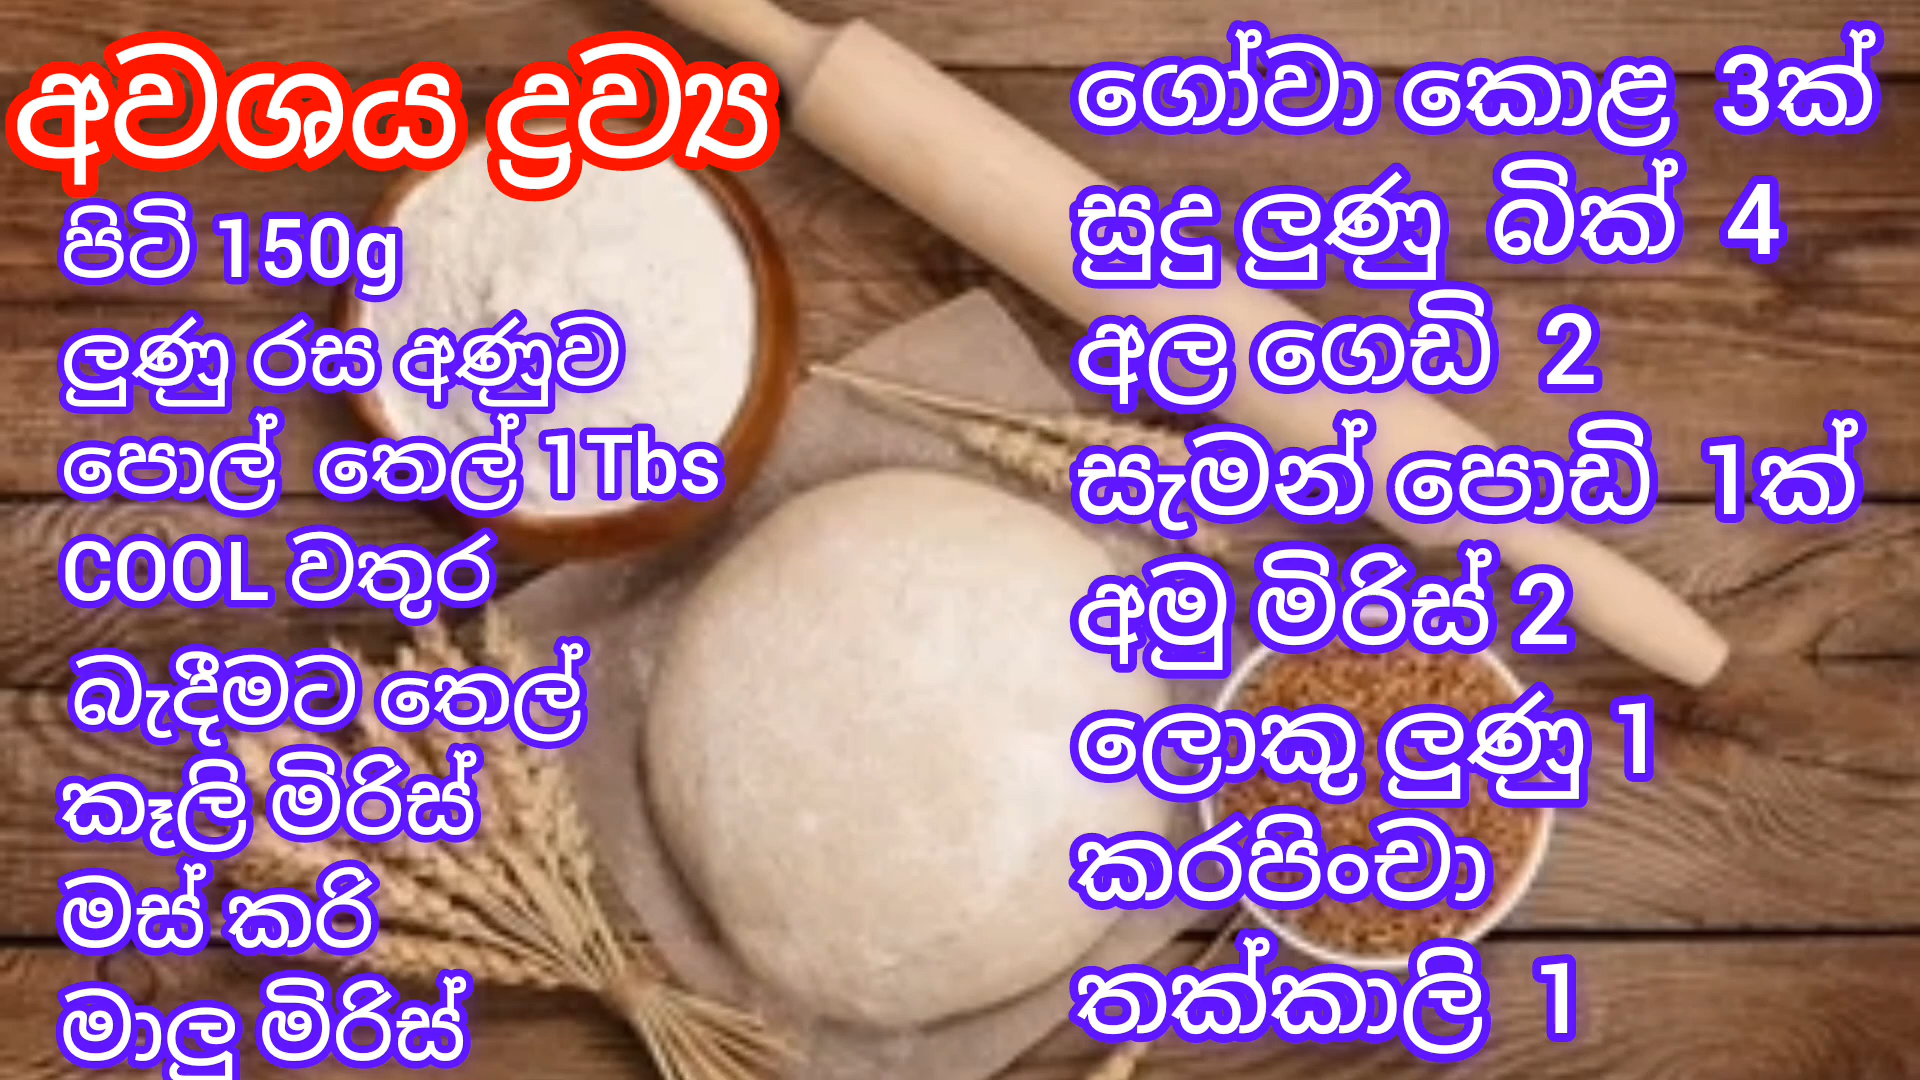 අවශය ද්‍රව්‍ය
පිටි 150g
ලුණු රස අණුව
පොල් තෙල් 1Tbs
COOL වතුර
බැදීමට තෙල්
කෑලි මිරිස්
මස් කරි
මාලු මිරිස්
ගෝවා කොළ 3ක්
සුදු ලුණු බික් 4
අල ගෙඩි 2
සැමන් පොඩි 1ක්
අමු මිරිස් 2
ලොකු ලුණු 1
කරපිංචා
තක්කාලි 1